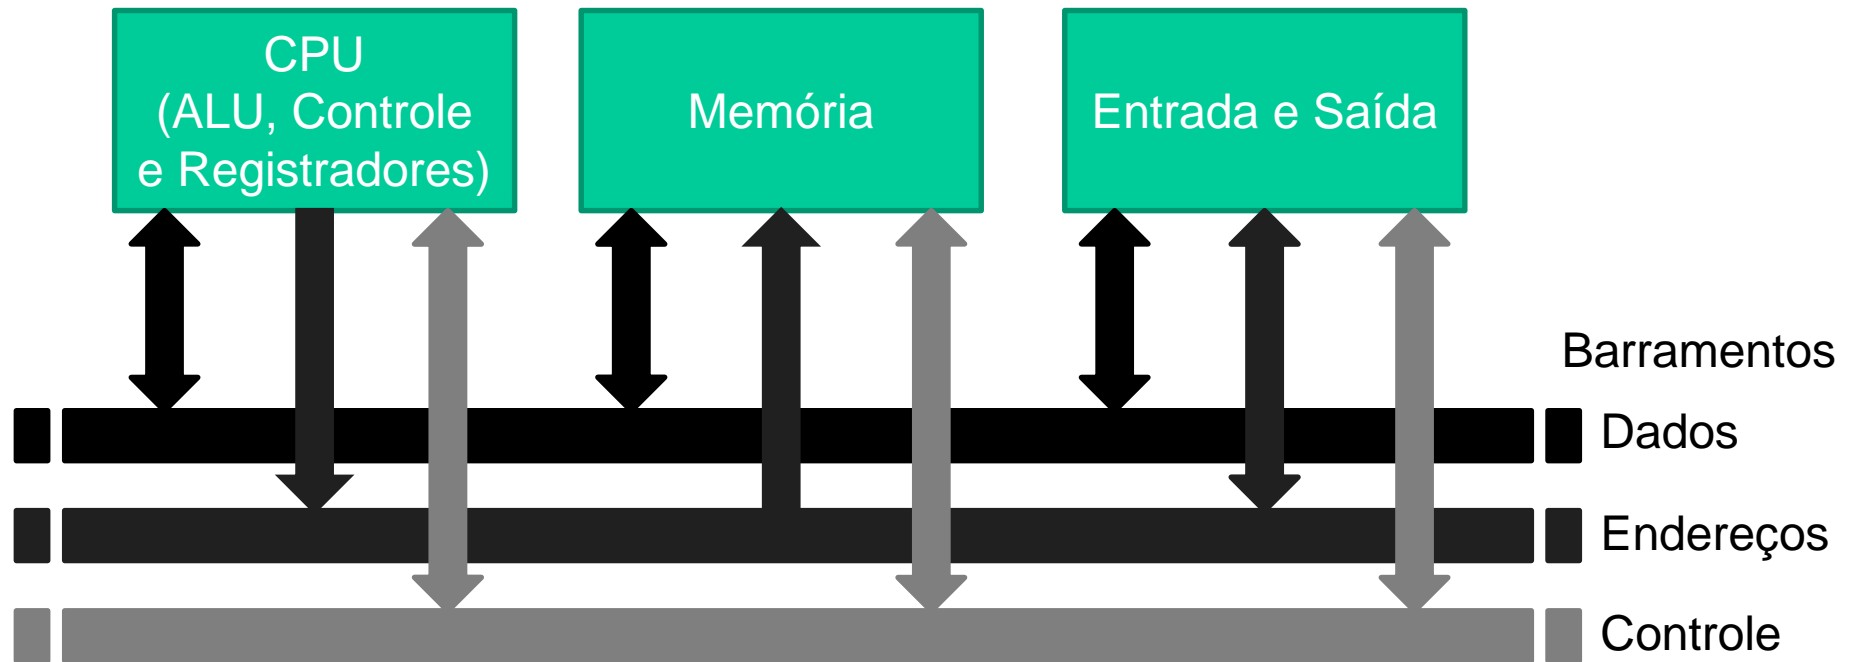 CPU
(ALU, Controle
e Registradores)
Memória
Entrada e Saída
Barramentos
Dados
Endereços
Controle